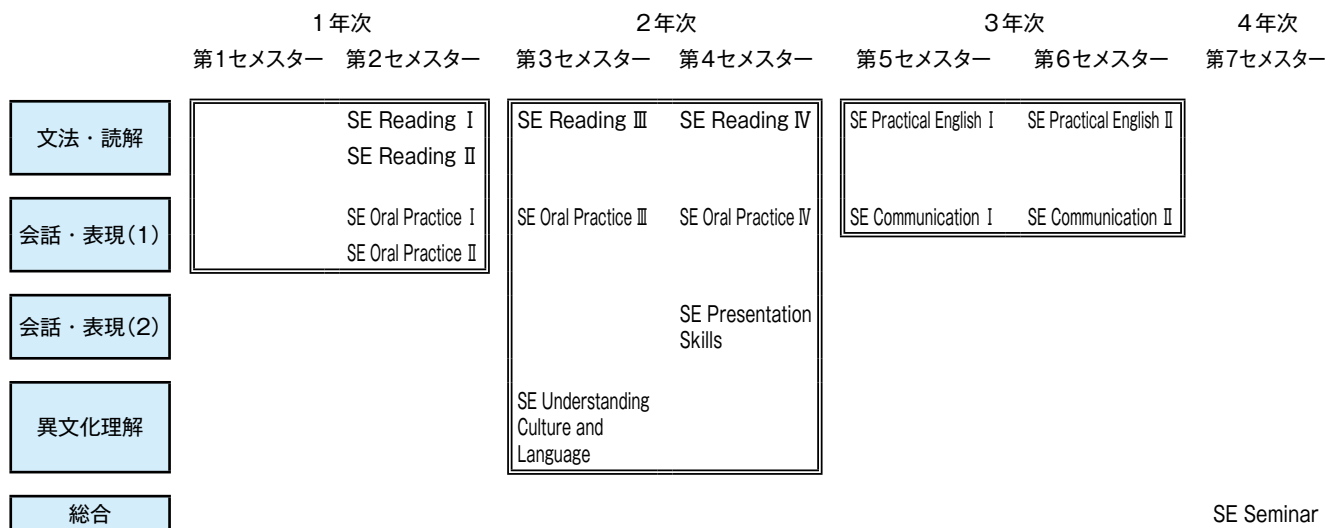 1年次 2年次 3年次 4年次
第1セメスター 第2セメスター 第3セメスター 第4セメスター 第5セメスター 第6セメスター 第7セメスター
文法・読解 SE Reading Ⅰ SE Reading Ⅲ SE Reading Ⅳ SE Practical English Ⅰ SE Practical English Ⅱ
SE Reading Ⅱ
会話・表現(1) SE Oral Practice Ⅰ SE Oral Practice Ⅲ SE Oral Practice Ⅳ SE Communication Ⅰ SE Communication Ⅱ
SE Oral Practice Ⅱ
会話・表現(2) SE Presentation
Skills
異文化理解 SE Understanding
Culture and
Language
総合 SE Seminar